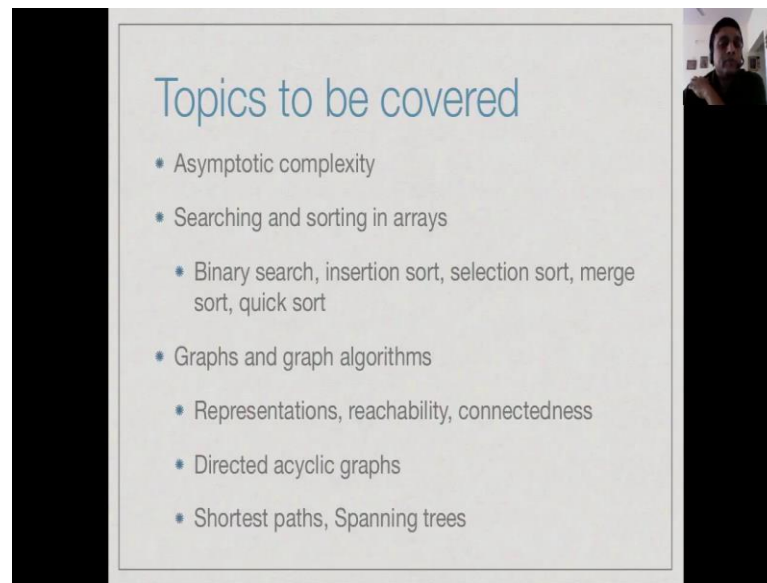 Topics to be covered
* Asymptotic complexity
* Searching and sorting in arrays
* Binary search, insertion sort, selection sort, merge
sort, quick sort
* Graphs and graph algorithms
* Representations, reachability, connectedness
* Directed acyclic graphs
* Shortest paths, Spanning trees